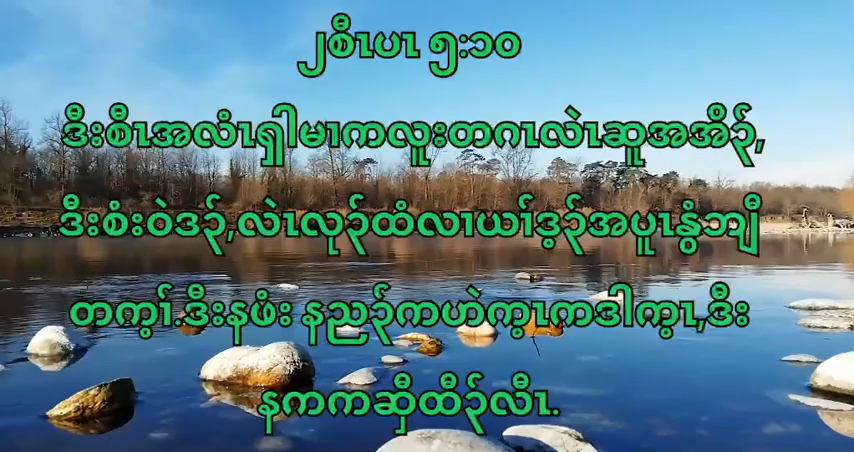 ၂စီၤပၤ ၅:၁၀
ဒီးစီၤအလံၤၡါမၢကလူးတဂၤလဲၤဆူအအိၣ်,
ဒီးစံးဝဲဒၣ်,လဲၤလုၣ်ထံလၢယၢ်ဒ့ၣ်အပူၤနွံဘျီ
တက့ၢ်.ဒီးနဖံး နညၣ်ကဟဲက့ၤကဒါက့ၤ,ဒီး
နကကဆှီထီၣ်လီၤ.